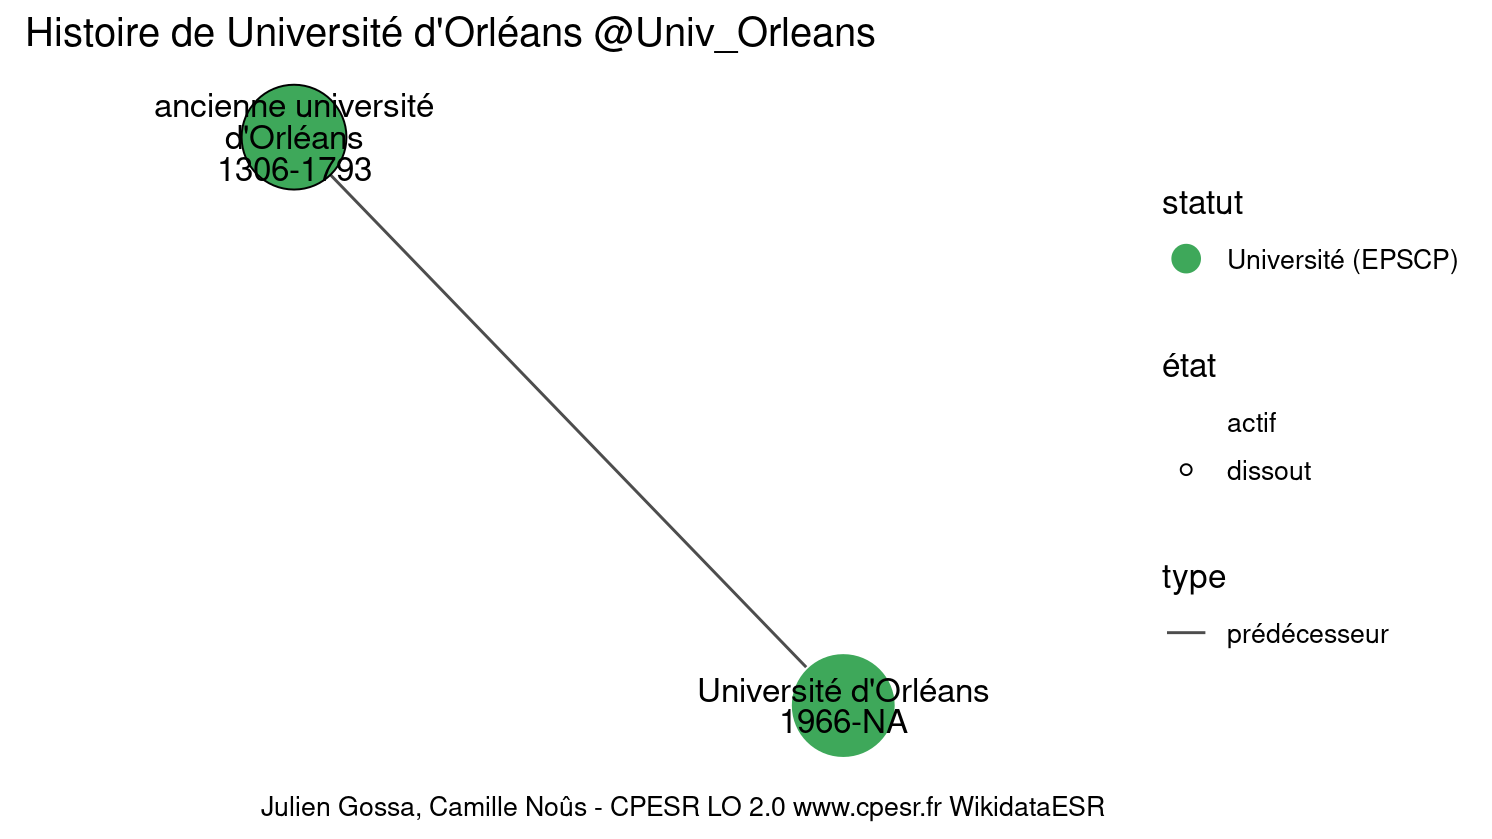 Histoire de Université d'Orléans @Univ_Orleans
ancienne université
d'Orléans
1306-1793
statut
Université (EPSCP)
état
actif
dissout
type
prédécesseur
Université d'Orléans
1966-NA
Julien Gossa, Camille Noûs - CPESR LO 2.0 www.cpesr.fr WikidataESR